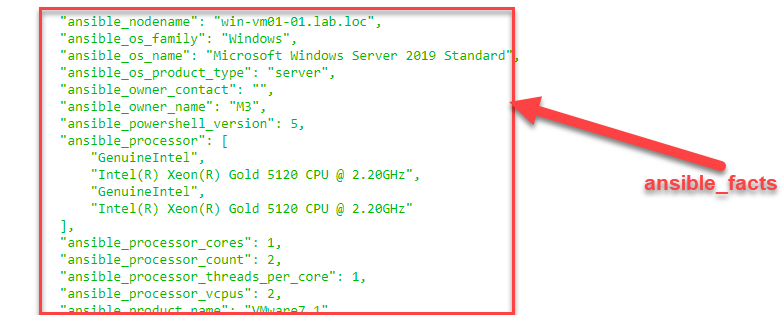 "ansible_nodename": "win-vm01-01.lab.loc",
"ansible_os_family": "Windows",
"ansible_os_name": "Microsoft Windows Server 2019 Standard",
"ansible_os_product_type": "server",
"ansible_owner_contact": "",
"ansible_owner_name": "M3",
"ansible_powershell_version": 5,
"ansible_processor": [
"GenuineIntel",
"Intel(R) Xeon(R) Gold 5120 CPU @ 2.20GHz",
"GenuineIntel",
"Intel(R) Xeon(R) Gold 5120 CPU @ 2.20GHz"
],
"ansible_processor_cores": 1,
"ansible_processor_count": 2,
"ansible_processor_threads_per_core": 1,
"ansible_processor_vcpus": 2,
"ansible_product_name": "VMware7,1"
ansible_facts